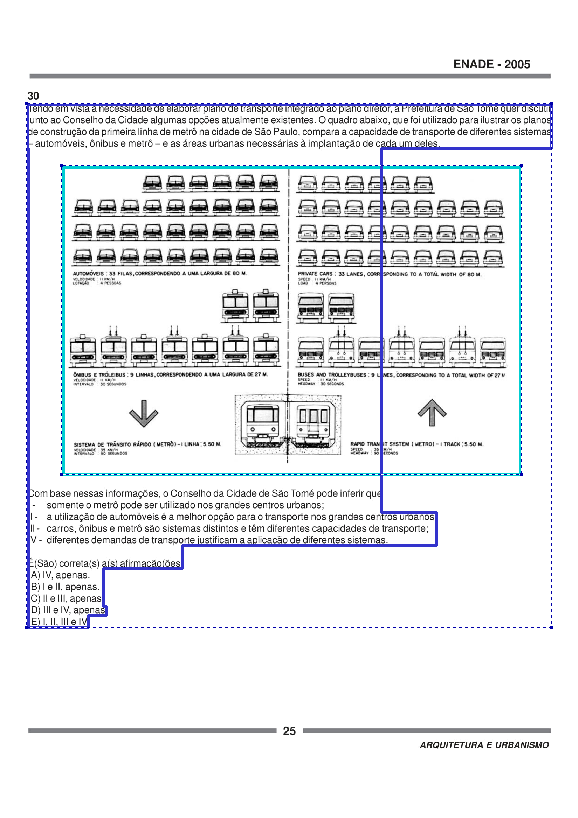 ENADE - 2005
30
Tendo em vista a necessidade de elaborar plano de transporte integrado ao plano diretor, a Prefeitura de São Tomé quer discutir
junto ao Conselho da Cidade algumas opções atualmente existentes. O quadro abaixo, que foi utilizado para ilustrar os planos
de construção da primeira linha de metrô na cidade de São Paulo, compara a capacidade de transporte de diferentes sistemas
– automóveis, ônibus e metrô – e as áreas urbanas necessárias à implantação de cada um deles.
AUTOMÓVEIS: 33 FILAS, CORRESPONDENDO A UMA LARGURA DE 80 M.
VELOCIDADE 11 KM/H
LOTAÇÃO 4 PESSOAS
PRIVATE CARS: 33 LANES, CORRESPONDING TO A TOTAL WIDTH OF 80 M.
SPEED 11 KM/H
LOAD 4 PERSONS
ÔNIBUS E TRÓLEIBUS: 9 LINHAS, CORRESPONDENDO A UMA LARGURA DE 27 M.
VELOCIDADE 11 KM/H
INTERVALO 30 SEGUNDOS
BUSES AND TROLLEYBUSES: 9 LANES, CORRESPONDING TO A TOTAL WIDTH OF 27 M
SPEED 11 KM/H
HEADWAY 30 SECONDS
SISTEMA DE TRÂNSITO RÁPIDO (METRÔ) - 1 LINHA: 5.50 M.
VELOCIDADE 35 KM/H
INTERVALO 90 SEGUNDOS
RAPID TRANSIT SYSTEM (METRO) - 1 TRACK: 5.50 M.
SPEED 35 KM/H
HEADWAY 90 SECONDS
Com base nessas informações, o Conselho da Cidade de São Tomé pode inferir que
I - somente o metrô pode ser utilizado nos grandes centros urbanos;
II - a utilização de automóveis é a melhor opção para o transporte nos grandes centros urbanos;
III - carros, ônibus e metrô são sistemas distintos e têm diferentes capacidades de transporte;
IV - diferentes demandas de transporte justificam a aplicação de diferentes sistemas.
É(São) correta(s) a(s) afirmação(ões)
(A) IV, apenas.
(B) I e II, apenas.
(C) II e III, apenas.
(D) III e IV, apenas.
(E) I, II, III e IV.
25
ARQUITETURA E URBANISMO